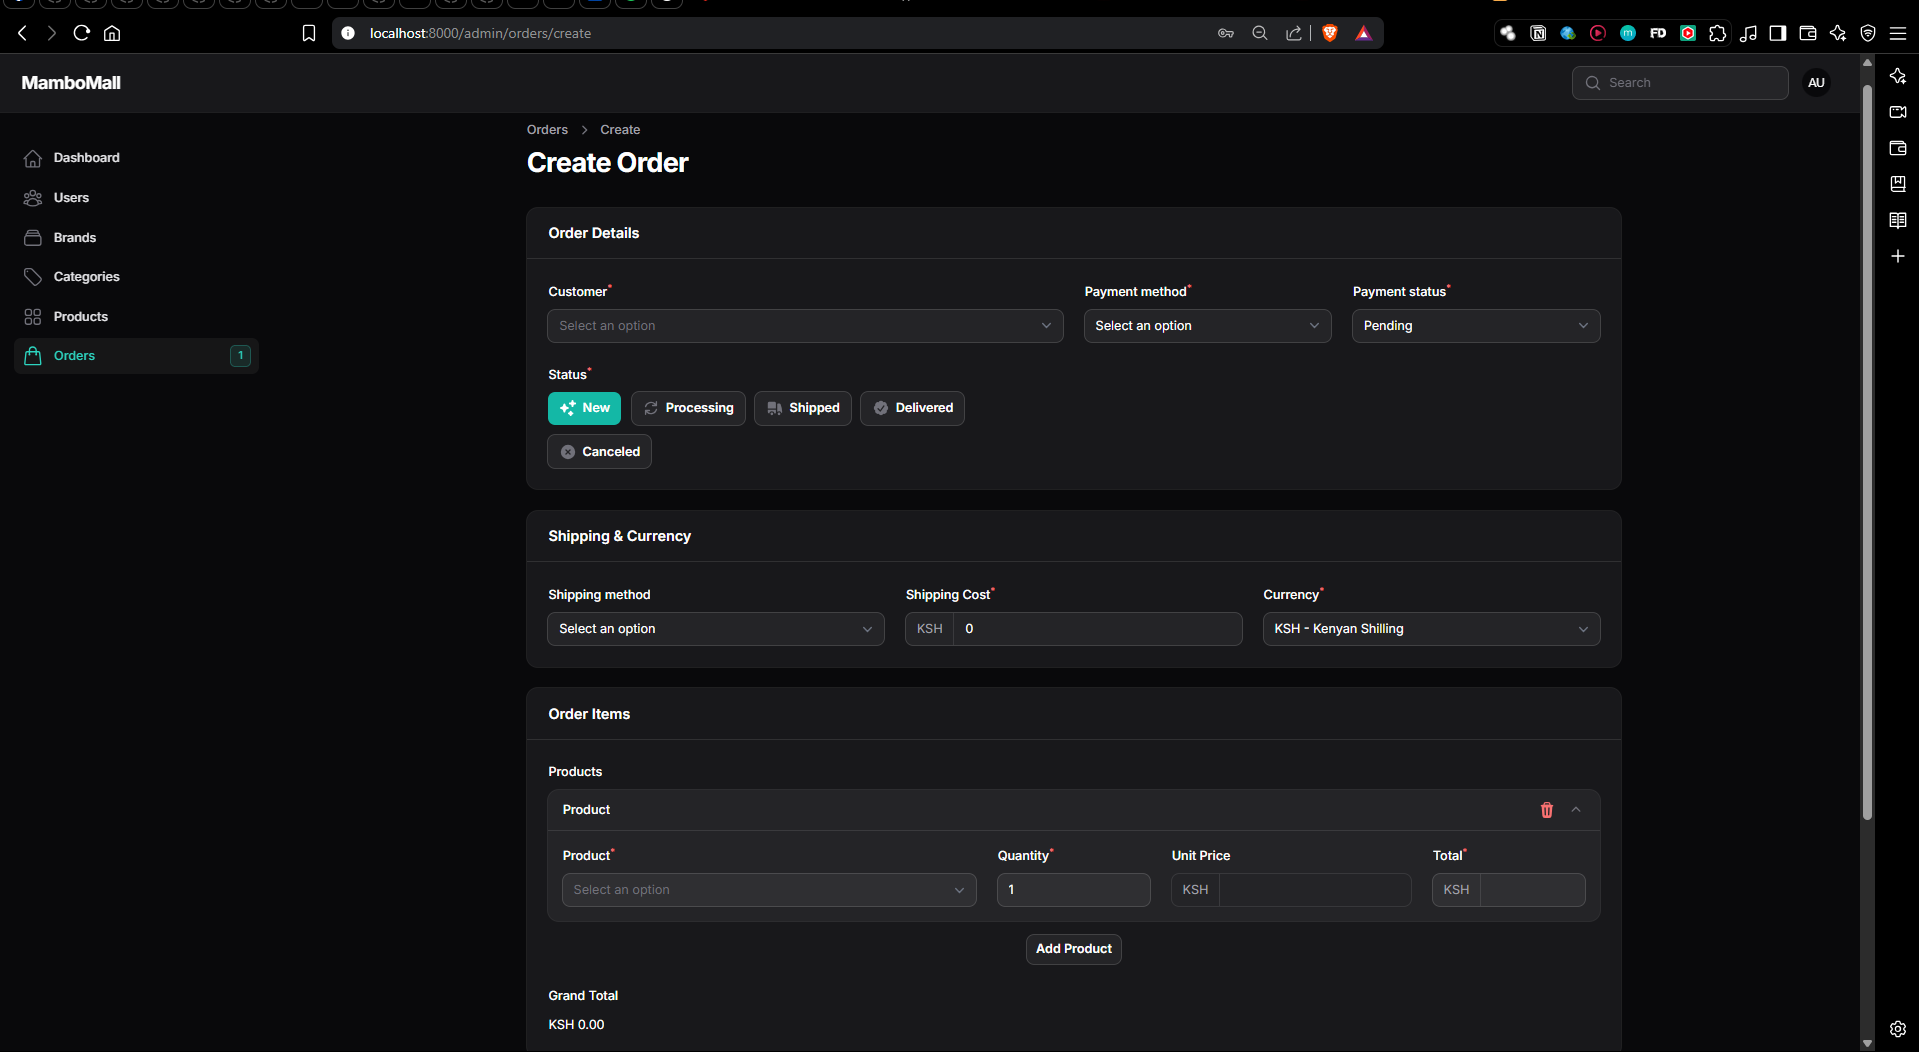 localhost:8000/admin/orders/create
FD
MamboMall
Search
AU
Dashboard
Users
Brands
Categories
Products
Orders
1
Orders
Create
Create Order
Order Details
Customer*
Payment method*
Payment status*
Select an option
Select an option
Pending
Status*
New
Processing
Shipped
Delivered
Canceled
Shipping & Currency
Shipping method
Shipping Cost*
Currency*
Select an option
KSH
0
KSH - Kenyan Shilling
Order Items
Products
Product
Product*
Quantity*
Unit Price
Total*
Select an option
1
KSH
KSH
Add Product
Grand Total
KSH 0.00